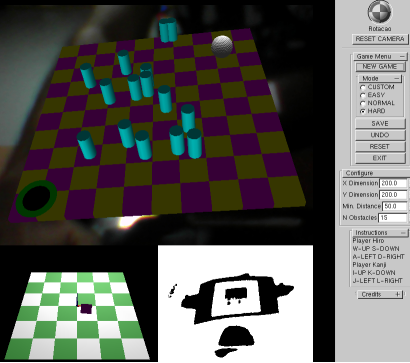 Rotacao
RESET CAMERA
Game Menu
NEW GAME
Mode
CUSTOM
EASY
NORMAL
HARD
SAVE
UNDO
RESET
EXIT
Configure
X Dimension 200.0
Y Dimension 200.0
Min. Distance 50.0
N Obstacles 15
Instructions
Player Hiro
W-UP S-DOWN
A-LEFT D-RIGHT
Player Kanji
I-UP K-DOWN
J-LEFT L-RIGHT
Credits